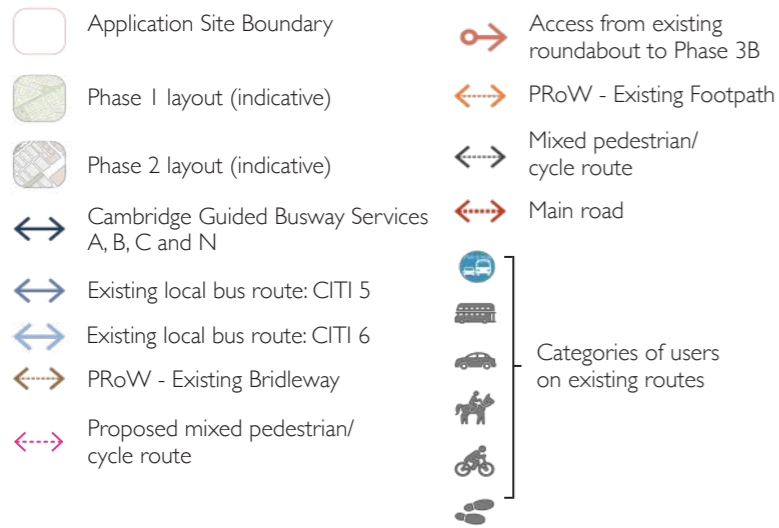 Application Site Boundary
Phase 1 layout (indicative)
Phase 2 layout (indicative)
Cambridge Guided Busway Services
A, B, C and N
Existing local bus route: CITI 5
Existing local bus route: CITI 6
PRoW - Existing Bridleway
Proposed mixed pedestrian/
cycle route
Access from existing
roundabout to Phase 3B
PRoW - Existing Footpath
Mixed pedestrian/
cycle route
Main road
Categories of users
on existing routes